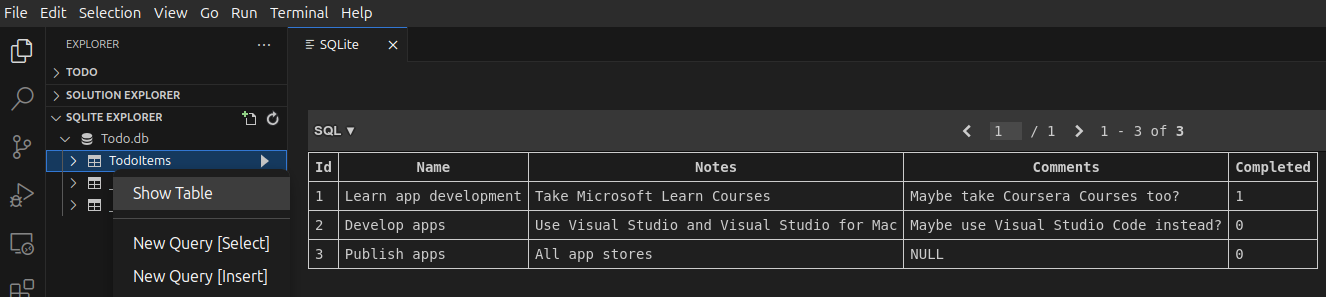 File Edit Selection View Go Run Terminal Help
EXPLORER ···
SQLite ×
TODO
SOLUTION EXPLORER
SQLITE EXPLORER
Todo.db
TodoItems
Show Table
New Query [Select]
New Query [Insert]
SQL ▼ 1 / 1 1 - 3 of 3
Id Name Notes Comments Completed
1 Learn app development Take Microsoft Learn Courses Maybe take Coursera Courses too? 1
2 Develop apps Use Visual Studio and Visual Studio for Mac Maybe use Visual Studio Code instead? 0
3 Publish apps All app stores NULL 0